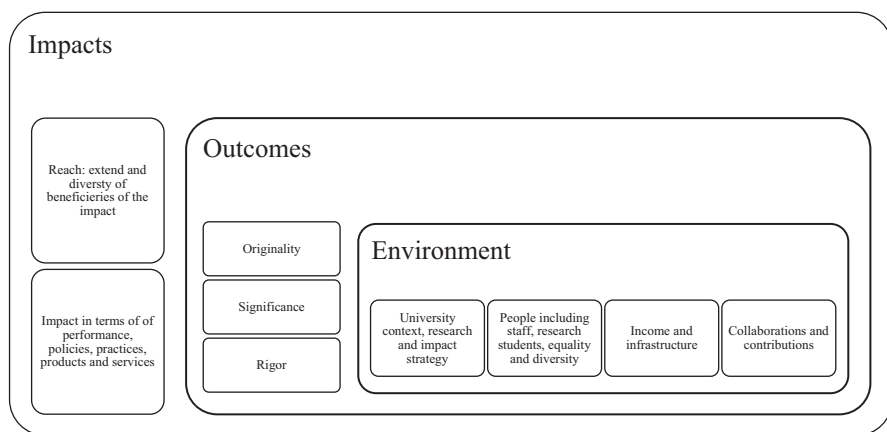 Impacts
Reach: extend and
diversty of
beneficieries of the
impact
Impact in terms of of
performance,
policies, practices,
products and services
Outcomes
Originality
Significance
Rigor
Environment
University
context, research
and impact
strategy
People including
staff, research
students, equality
and diversity
Income and
infrastructure
Collaborations and
contributions